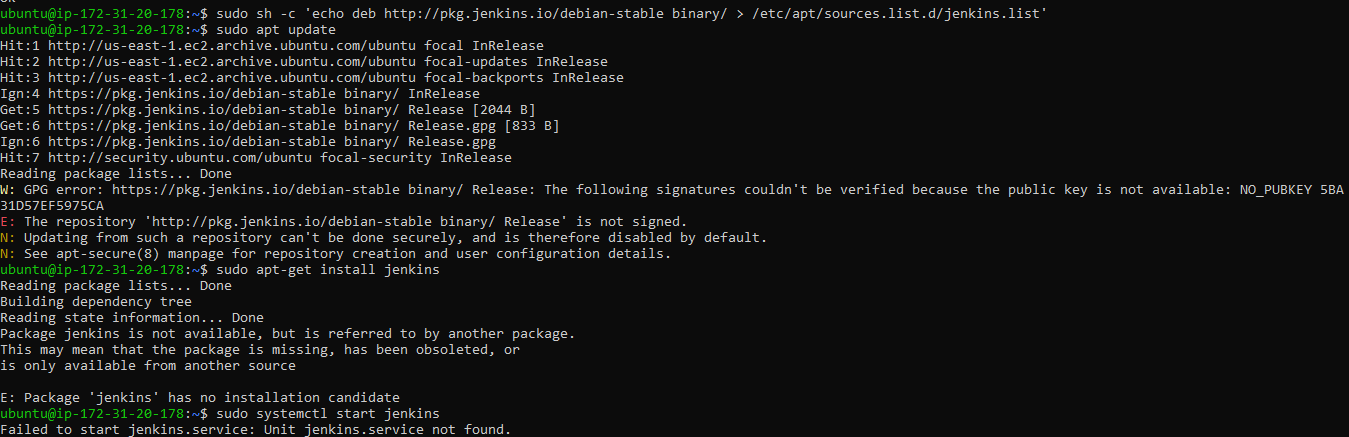 ubuntu@ip-172-31-20-178:~$ sudo sh -c 'echo deb http://pkg.jenkins.io/debian-stable binary/ > /etc/apt/sources.list.d/jenkins.list'
ubuntu@ip-172-31-20-178:~$ sudo apt update
Hit:1 http://us-east-1.ec2.archive.ubuntu.com/ubuntu focal InRelease
Hit:2 http://us-east-1.ec2.archive.ubuntu.com/ubuntu focal-updates InRelease
Hit:3 http://us-east-1.ec2.archive.ubuntu.com/ubuntu focal-backports InRelease
Ign:4 https://pkg.jenkins.io/debian-stable binary/ InRelease
Get:5 https://pkg.jenkins.io/debian-stable binary/ Release [2044 B]
Get:6 https://pkg.jenkins.io/debian-stable binary/ Release.gpg [833 B]
Ign:6 https://pkg.jenkins.io/debian-stable binary/ Release.gpg
Hit:7 http://security.ubuntu.com/ubuntu focal-security InRelease
Reading package lists... Done
W: GPG error: https://pkg.jenkins.io/debian-stable binary/ Release: The following signatures couldn't be verified because the public key is not available: NO_PUBKEY 5BA
31D57EF5975CA
E: The repository 'http://pkg.jenkins.io/debian-stable binary/ Release' is not signed.
N: Updating from such a repository can't be done securely, and is therefore disabled by default.
N: See apt-secure(8) manpage for repository creation and user configuration details.
ubuntu@ip-172-31-20-178:~$ sudo apt-get install jenkins
Reading package lists... Done
Building dependency tree
Reading state information... Done
Package jenkins is not available, but is referred to by another package.
This may mean that the package is missing, has been obsoleted, or
is only available from another source
E: Package 'jenkins' has no installation candidate
ubuntu@ip-172-31-20-178:~$ sudo systemctl start jenkins
Failed to start jenkins.service: Unit jenkins.service not found.